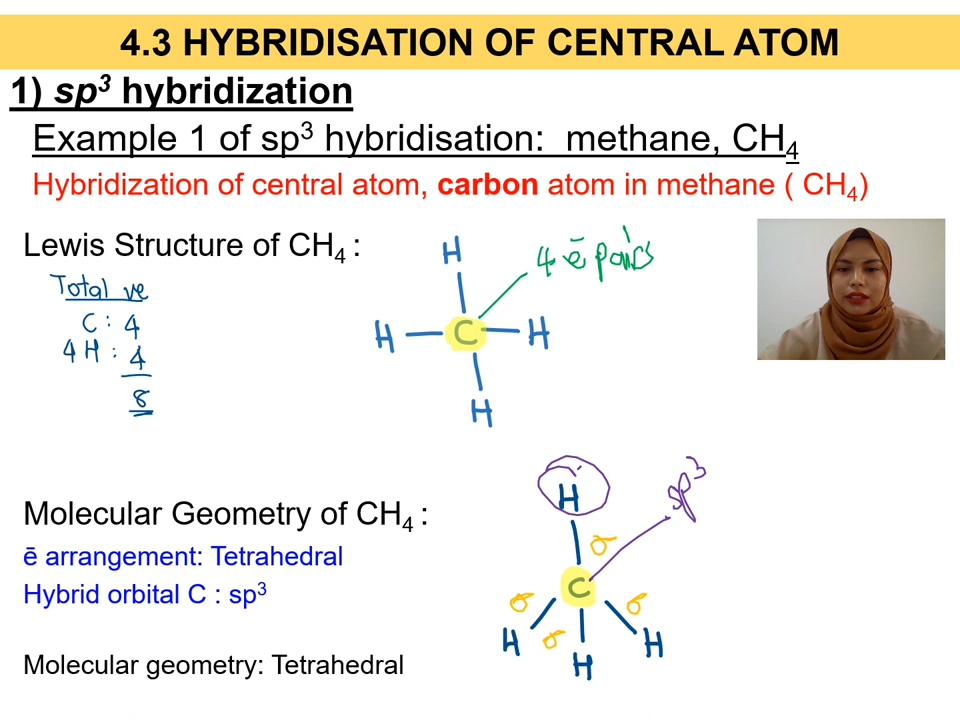 4.3 HYBRIDISATION OF CENTRAL ATOM
1) sp³ hybridization
Example 1 of sp³ hybridisation: methane, CH₄
Hybridization of central atom, carbon atom in methane ( CH₄)
Lewis Structure of CH₄ :
Total ve
C : 4
4 H : 4
8
H
4 ē pairs
H C H
H
Molecular Geometry of CH₄ :
ē arrangement: Tetrahedral
Hybrid orbital C : sp³
Molecular geometry: Tetrahedral
H
sp³
σ
C
σ σ σ
H H H